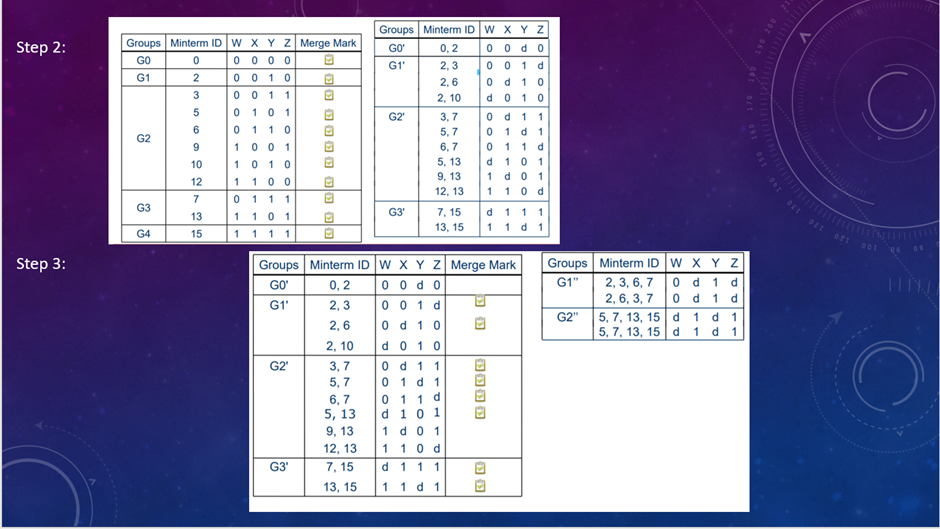 Step 2:
Groups Minterm ID W X Y Z Merge Mark
G0 0 0 0 0 0
G1 2 0 0 1 0
G2
3 0 0 1 1
5 0 1 0 1
6 0 1 1 0
9 1 0 0 1
10 1 0 1 0
12 1 1 0 0
G3
7 0 1 1 1
13 1 1 0 1
G4 15 1 1 1 1
Groups Minterm ID W X Y Z
G0' 0, 2 0 0 d 0
G1' 2, 3 0 0 1 d
2, 6 0 d 1 0
2, 10 d 0 1 0
G2' 3, 7 0 d 1 1
5, 7 0 1 d 1
6, 7 0 1 1 d
5, 13 d 1 0 1
9, 13 1 d 0 1
12, 13 1 1 0 d
G3' 7, 15 d 1 1 1
13, 15 1 1 d 1
Step 3:
Groups Minterm ID W X Y Z Merge Mark
G0' 0, 2 0 0 d 0
G1' 2, 3 0 0 1 d
2, 6 0 d 1 0
2, 10 d 0 1 0
G2' 3, 7 0 d 1 1
5, 7 0 1 d 1
6, 7 0 1 1 d
5, 13 d 1 0 1
9, 13 1 d 0 1
12, 13 1 1 0 d
G3' 7, 15 d 1 1 1
13, 15 1 1 d 1
Groups Minterm ID W X Y Z
G1'' 2, 3, 6, 7 0 d 1 d
2, 6, 3, 7 0 d 1 d
G2'' 5, 7, 13, 15 d 1 d 1
5, 7, 13, 15 d 1 d 1